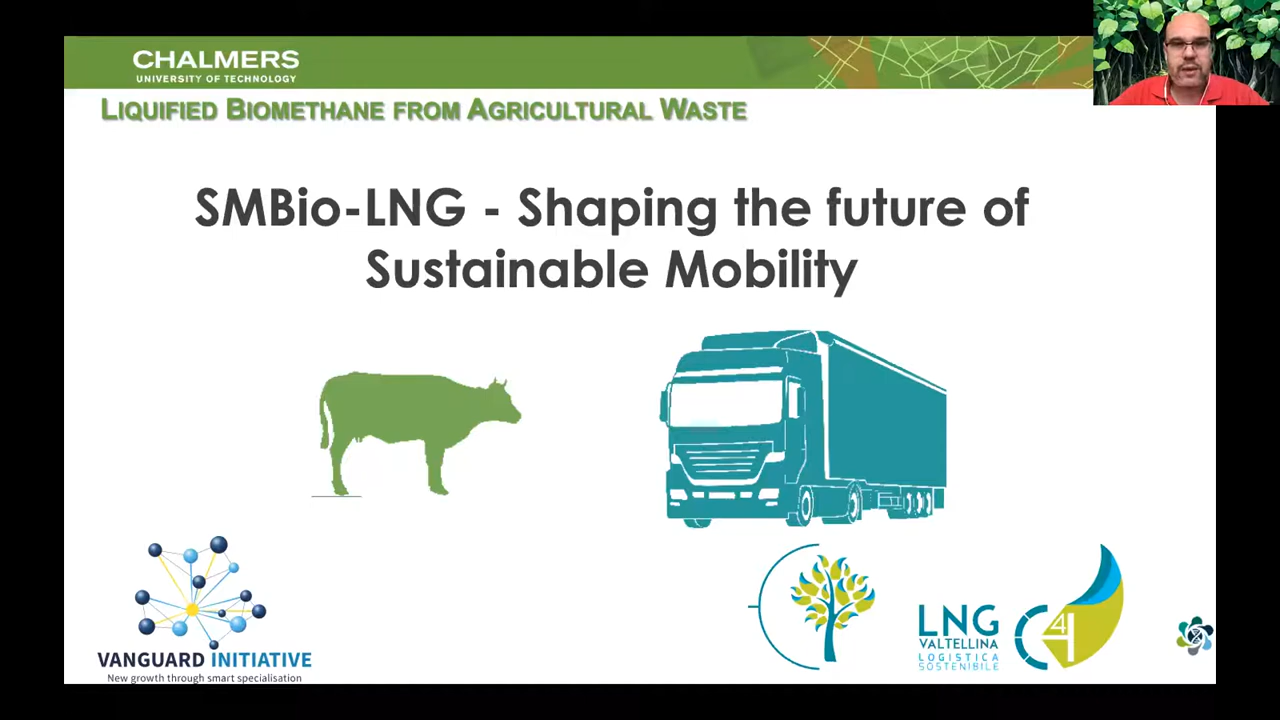 CHALMERS
UNIVERSITY OF TECHNOLOGY
LIQUIFIED BIOMETHANE FROM AGRICULTURAL WASTE
SMBio-LNG - Shaping the future of
Sustainable Mobility
VANGUARD INITIATIVE
New growth through smart specialisation
LNG
VALTELLINA
LOGISTICA
SOSTENIBILE
C4I